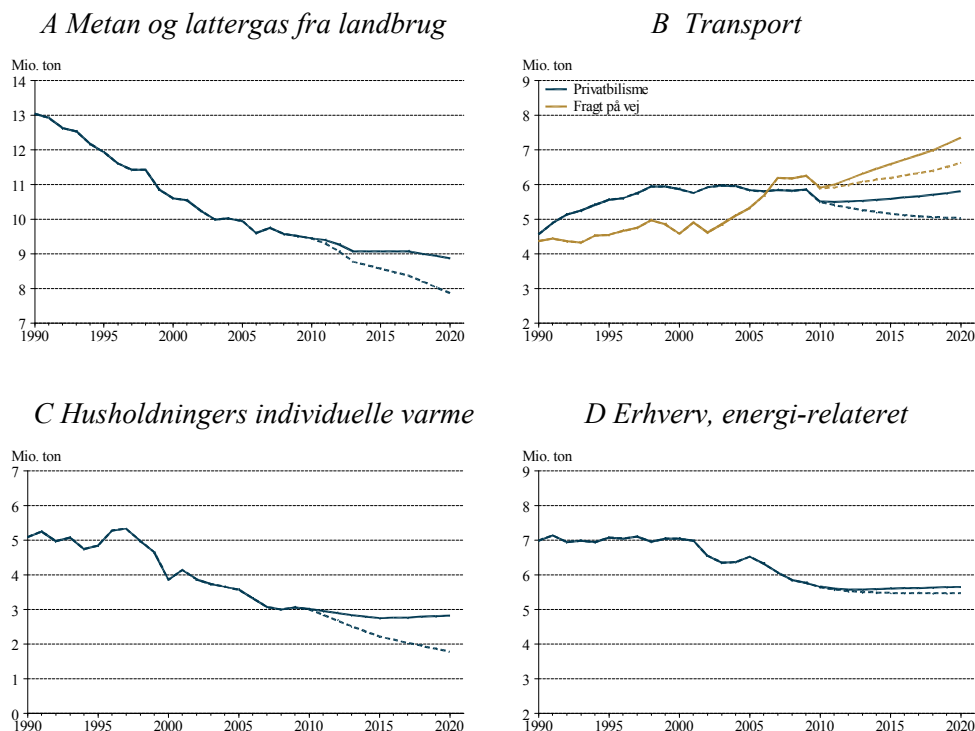 A Metan og lattergas fra landbrug
Mio. ton
14
13
12
11
10
9
8
7
1990 1995 2000 2005 2010 2015 2020
B Transport
Mio. ton
9
8
7
6
5
4
3
2
Privatbilisme
Fragt på vej
1990 1995 2000 2005 2010 2015 2020
C Husholdningers individuelle varme
Mio. ton
7
6
5
4
3
2
1
0
1990 1995 2000 2005 2010 2015 2020
D Erhverv, energi-relateret
Mio. ton
9
8
7
6
5
4
3
2
1990 1995 2000 2005 2010 2015 2020